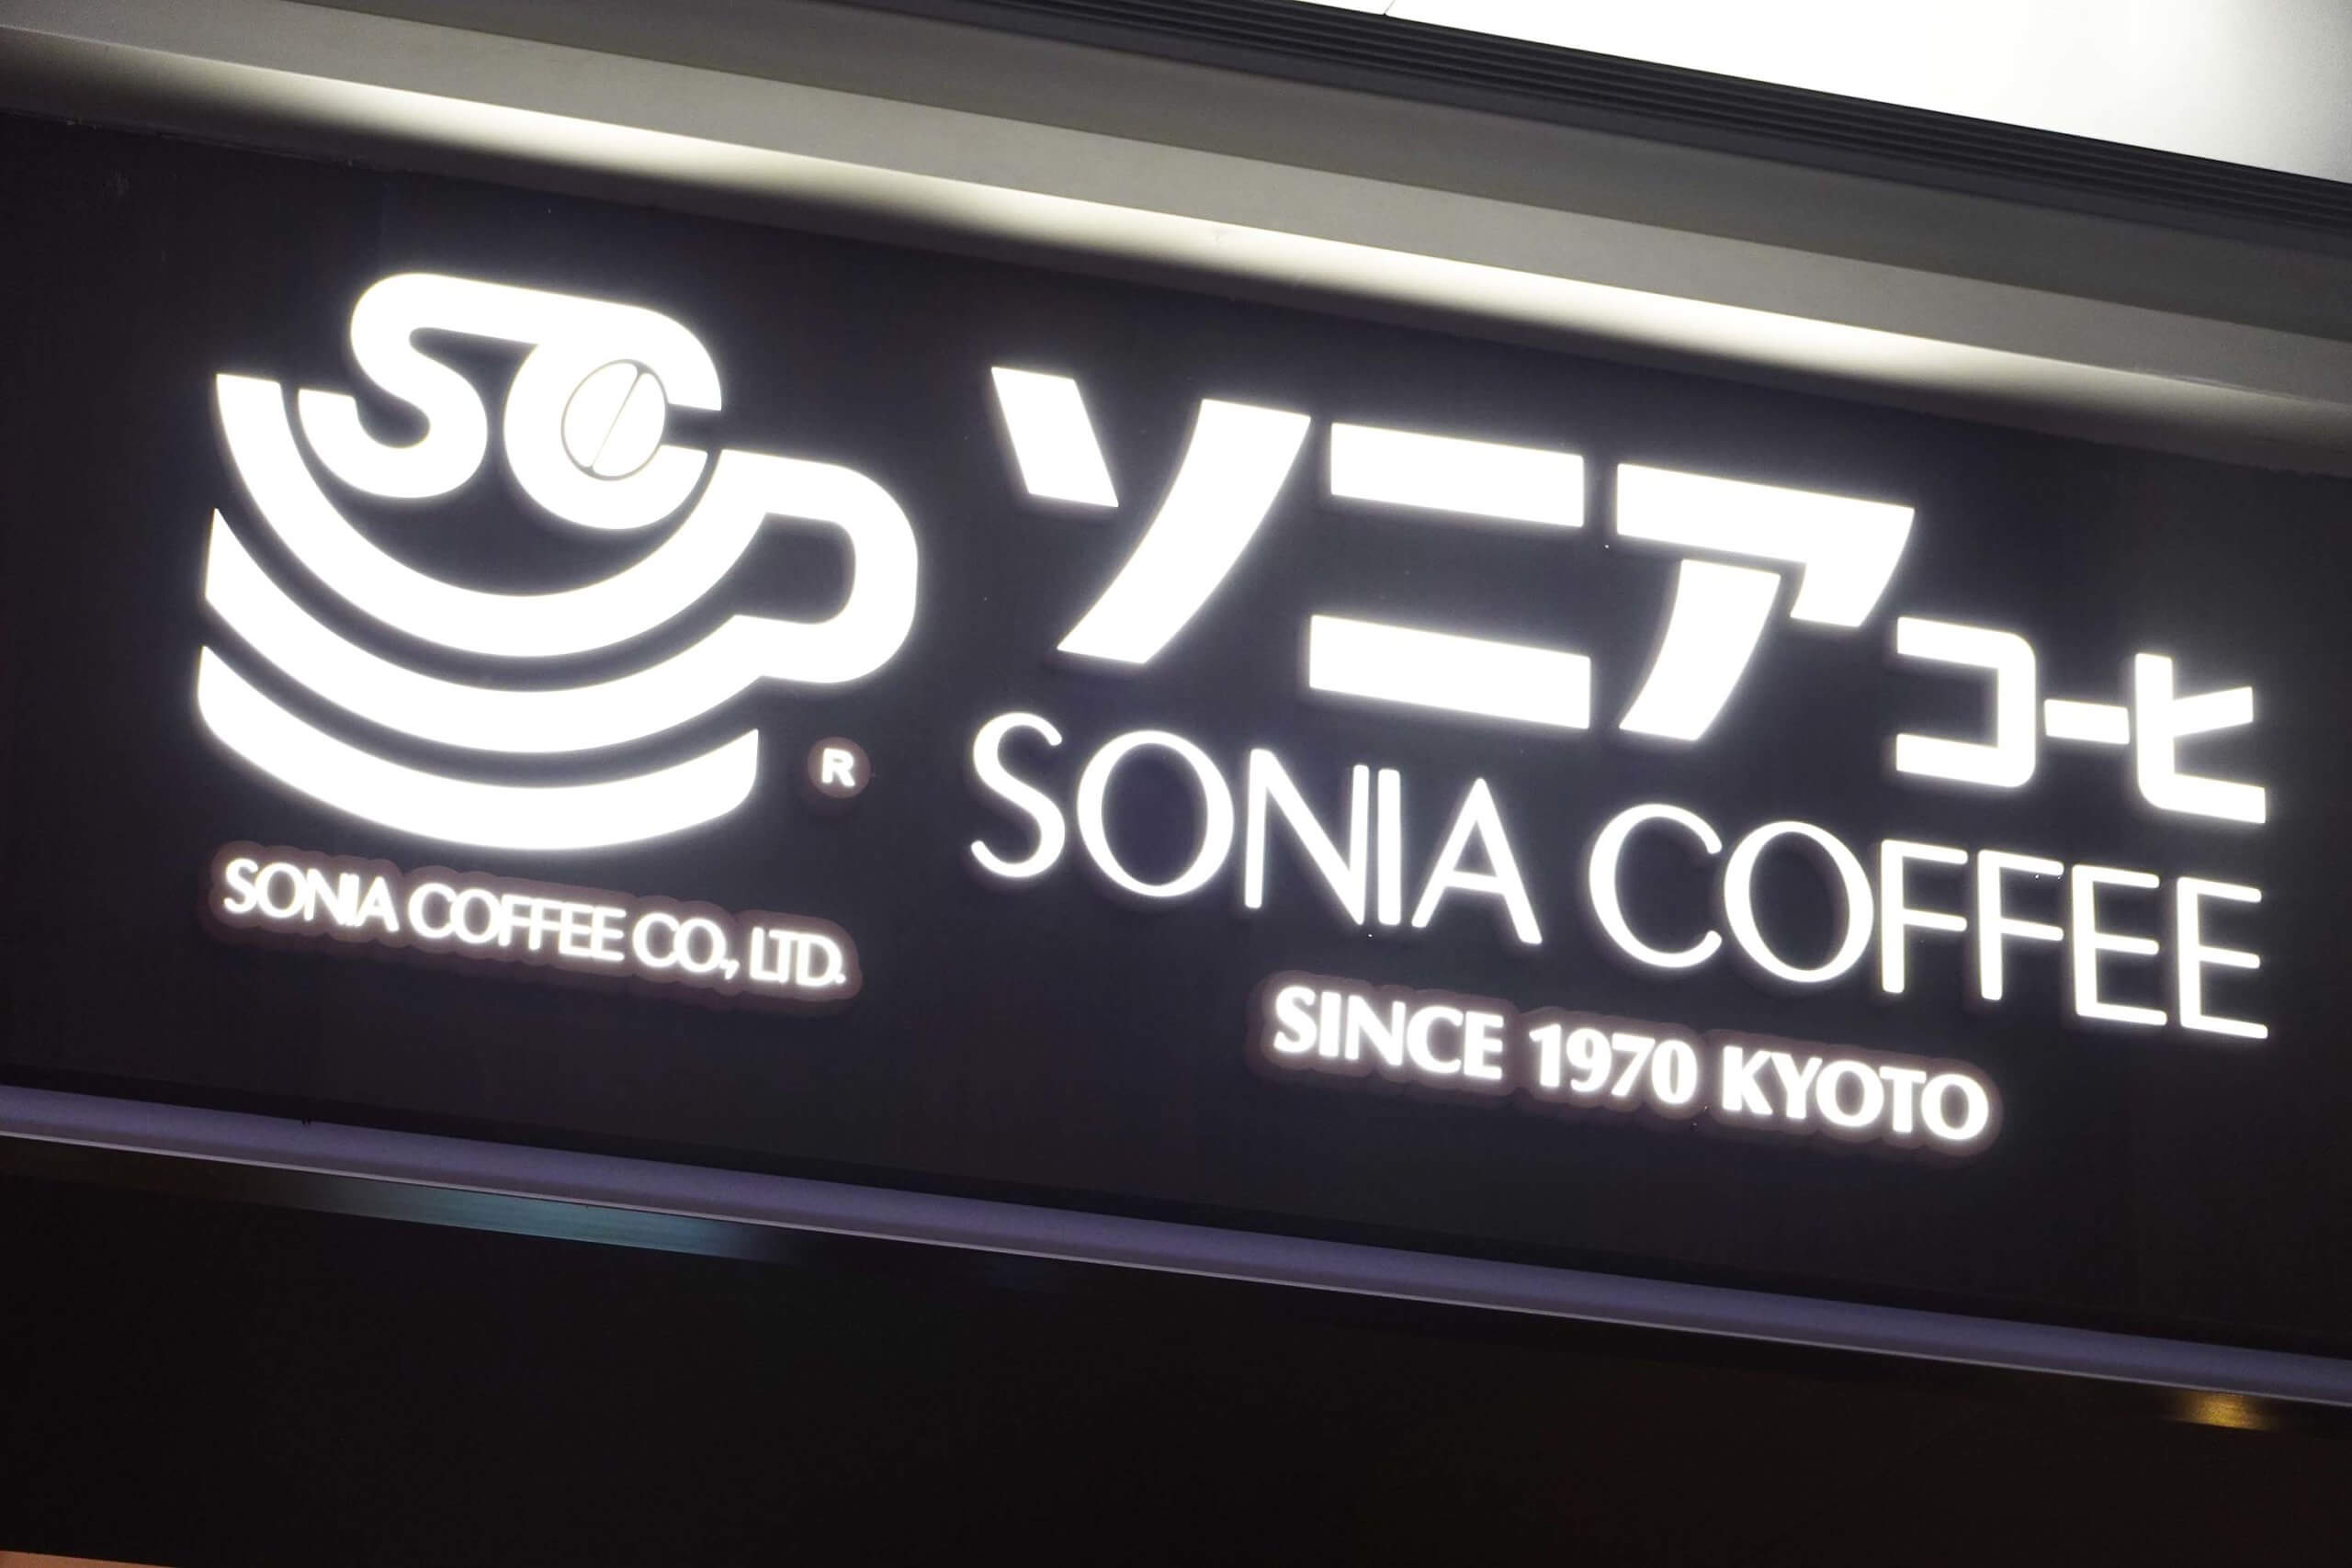 SC
R
SONIA COFFEE CO., LTD.
ソニアコーヒ
SONIA COFFEE
SINCE 1970 KYOTO